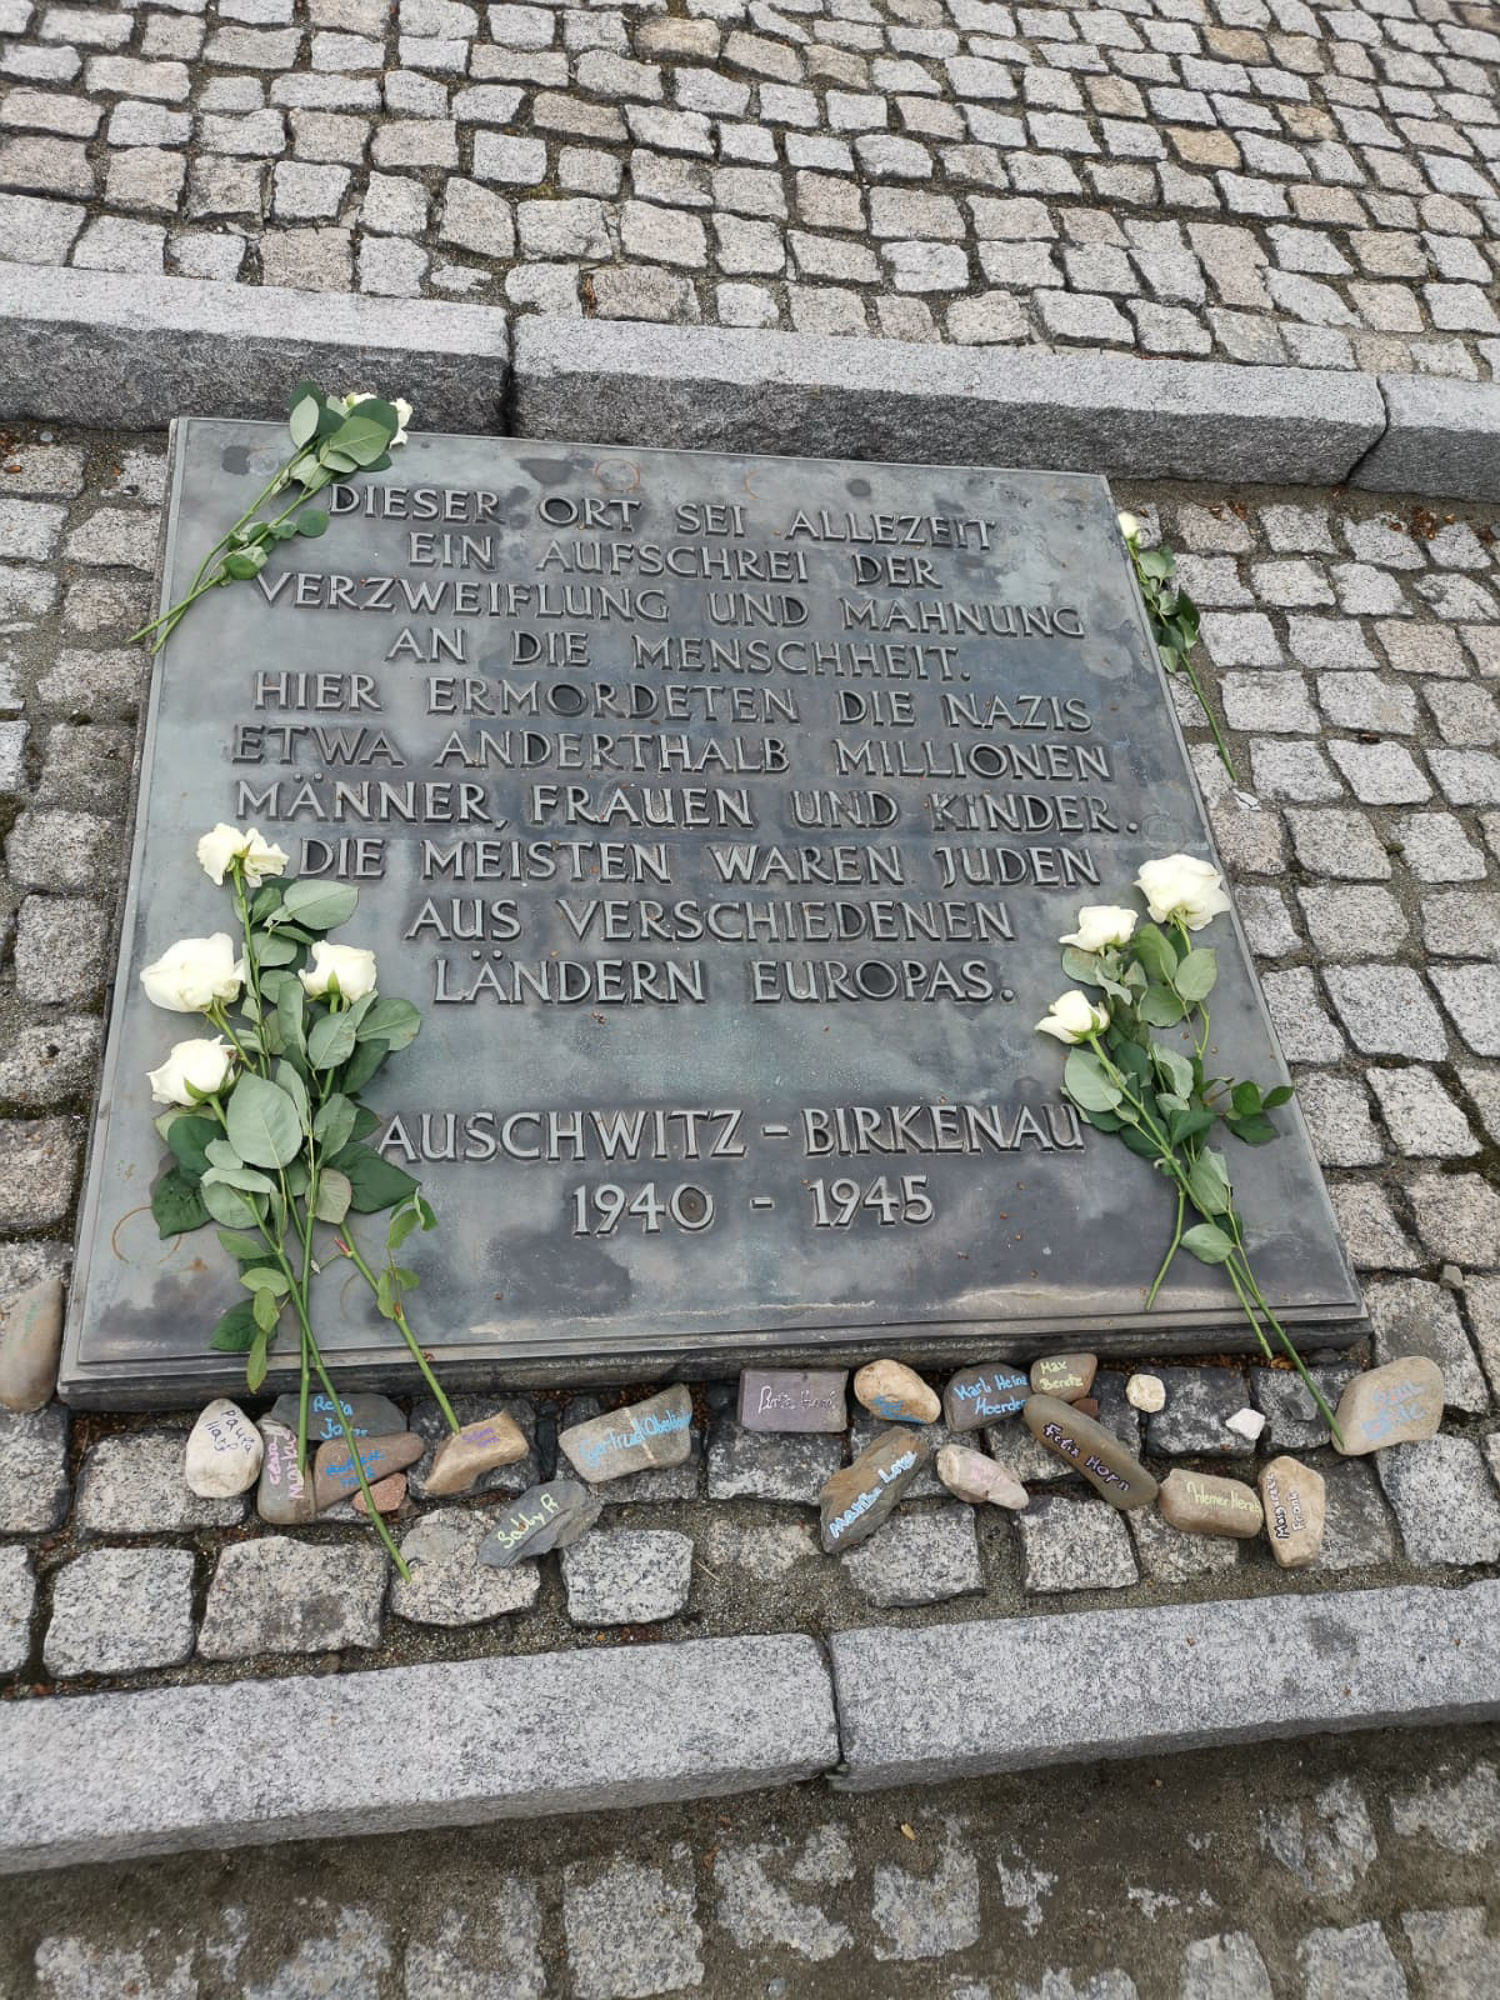 DIESER ORT SEI ALLEZEIT
EIN AUFSCHREI DER
VERZWEIFLUNG UND MAHNUNG
AN DIE MENSCHHEIT.
HIER ERMORDETEN DIE NAZIS
ETWA ANDERTHALB MILLIONEN
MÄNNER, FRAUEN UND KINDER.
DIE MEISTEN WAREN JUDEN
AUS VERSCHIEDENEN
LÄNDERN EUROPAS.
AUSCHWITZ - BIRKENAU
1940 - 1945
Max
Karl Heinz
Felix Horn
Sally R